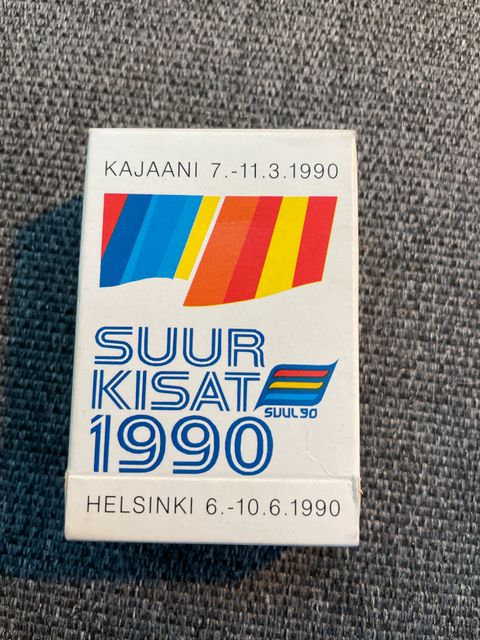 KAJAANI 7.-11.3.1990
SUUR
KISAT
SUUL 90
1990
HELSINKI 6.-10.6.1990